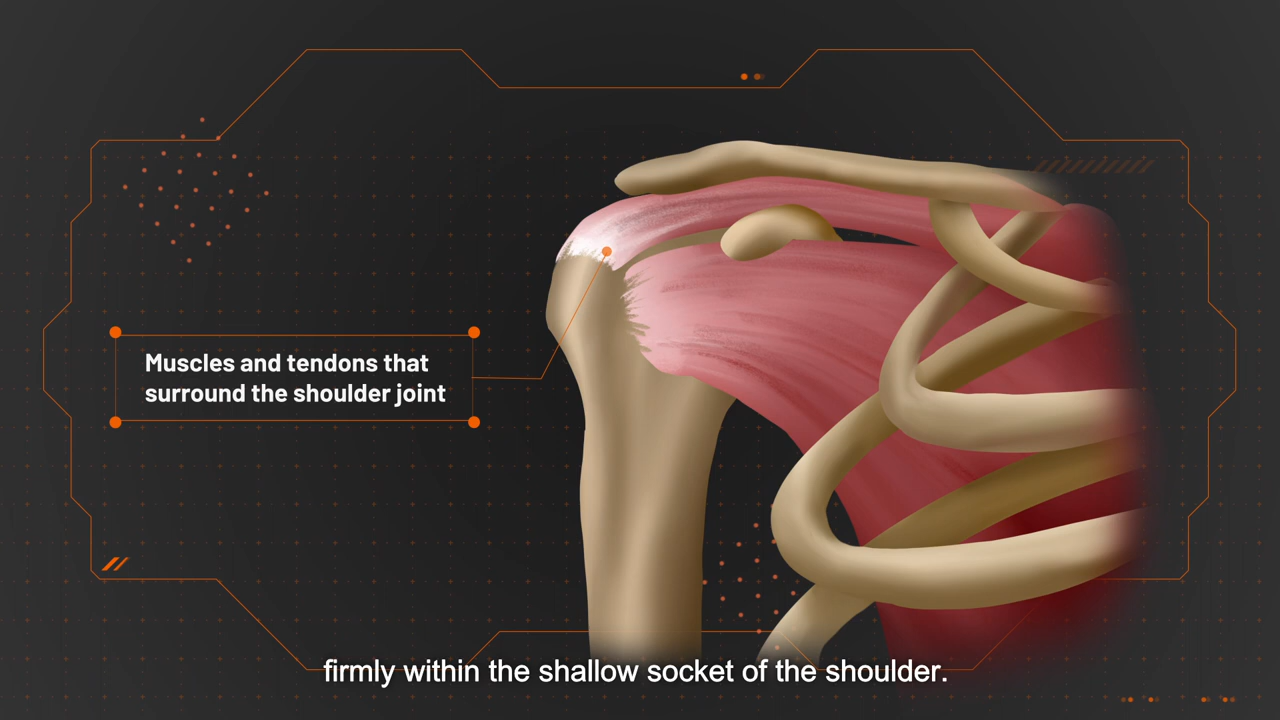 Muscles and tendons that
surround the shoulder joint
firmly within the shallow socket of the shoulder.